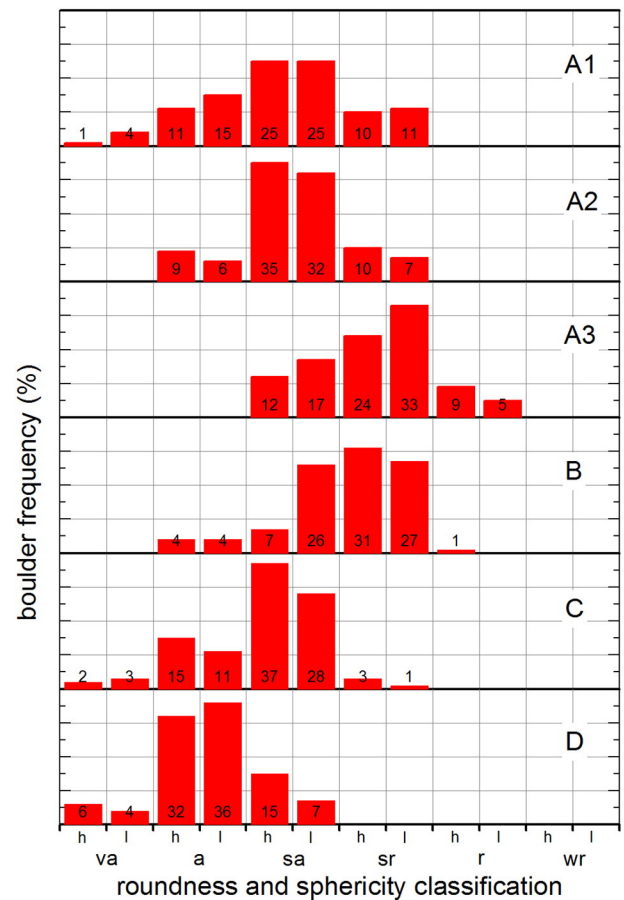 A1
1 4 11 15 25 25 10 11
A2
9 6 35 32 10 7
A3
12 17 24 33 9 5
B
4 4 7 26 31 27 1
C
2 3 15 11 37 28 3 1
D
6 4 32 36 15 7
boulder frequency (%)
h l h l h l h l h l h l
va a sa sr r wr
roundness and sphericity classification